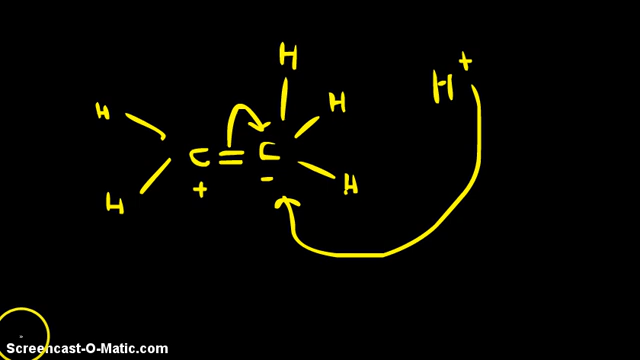 H
H +
H H
C = C
+ -
H H
Screencast-O-Matic.com